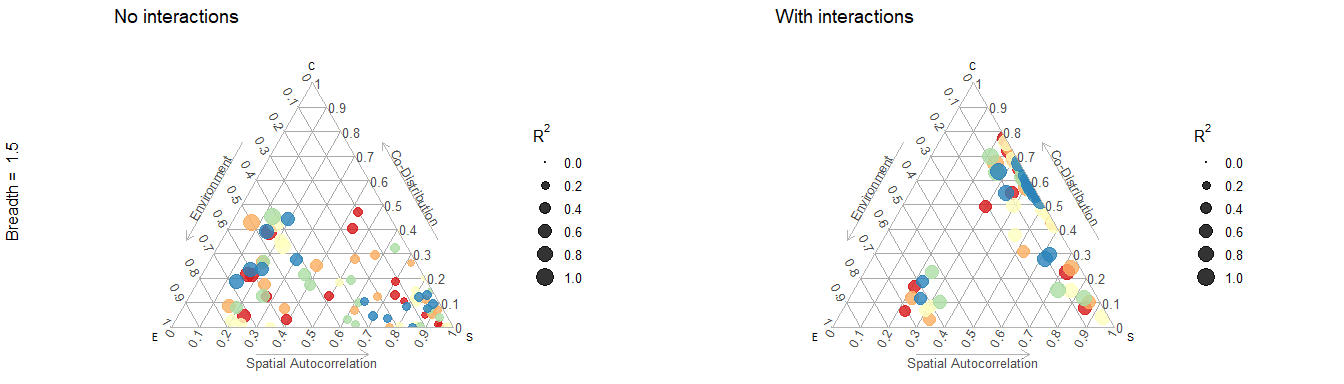 No interactions
With interactions
Breadth = 1.5
C
0 1
0.1 0.9
0.2 0.8
0.3 0.7
0.4 0.6
0.5 0.5
0.6 0.4
0.7 0.3
0.8 0.2
0.9 0.1
E 0 0.1 0.2 0.3 0.4 0.5 0.6 0.7 0.8 0.9 1 0 S
Environment
Co-Distribution
Spatial Autocorrelation
R2
0.0
0.2
0.4
0.6
0.8
1.0
C
0 1
0.1 0.9
0.2 0.8
0.3 0.7
0.4 0.6
0.5 0.5
0.6 0.4
0.7 0.3
0.8 0.2
0.9 0.1
E 0 0.1 0.2 0.3 0.4 0.5 0.6 0.7 0.8 0.9 1 0 S
Environment
Co-Distribution
Spatial Autocorrelation
R2
0.0
0.2
0.4
0.6
0.8
1.0